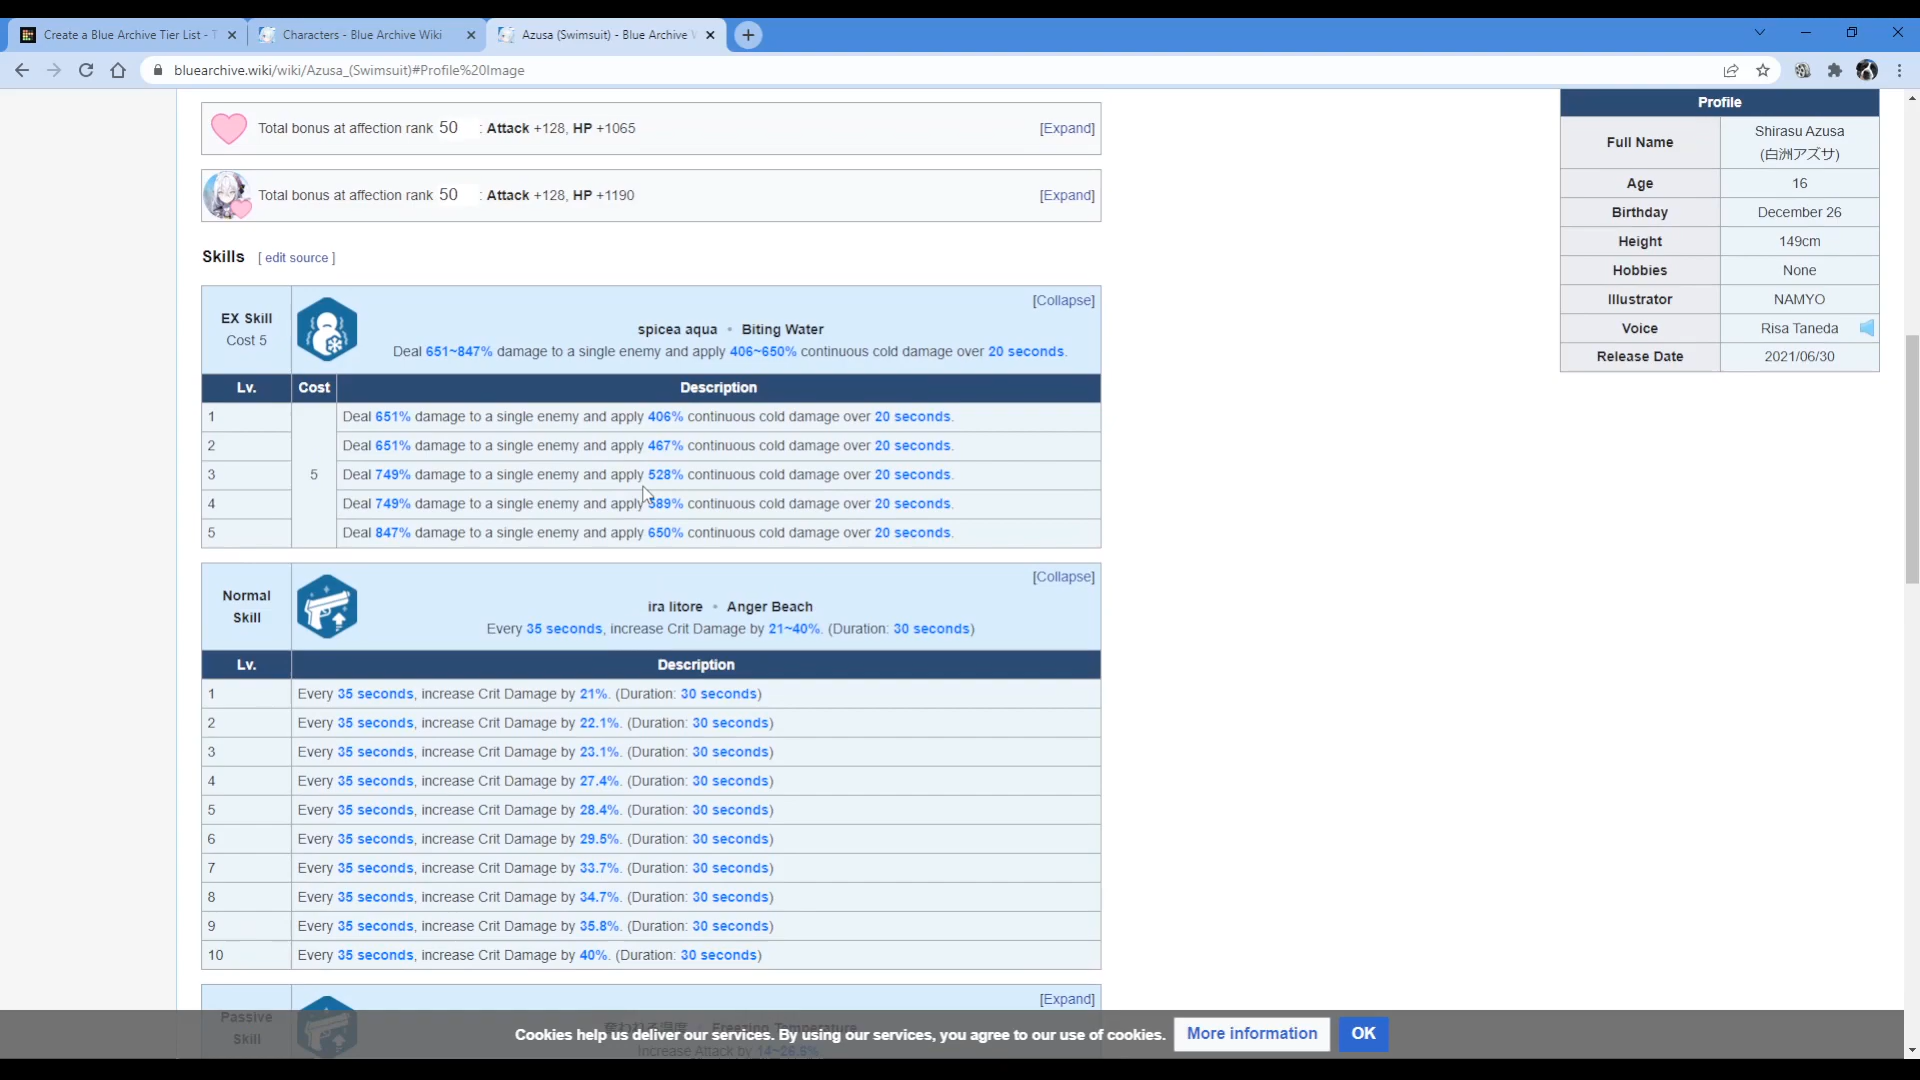 Create a Blue Archive Tier List - T
Characters - Blue Archive Wiki
Azusa (Swimsuit) - Blue Archive W
bluearchive.wiki/wiki/Azusa_(Swimsuit)#Profile%20Image
Total bonus at affection rank 50 : Attack +128, HP +1065 [Expand]
Total bonus at affection rank 50 : Attack +128, HP +1190 [Expand]
Skills [ edit source ]
EX Skill
Cost 5
[Collapse]
spicea aqua • Biting Water
Deal 651~847% damage to a single enemy and apply 406~650% continuous cold damage over 20 seconds.
Lv. Cost Description
1 Deal 651% damage to a single enemy and apply 406% continuous cold damage over 20 seconds.
2 Deal 651% damage to a single enemy and apply 467% continuous cold damage over 20 seconds.
3 5 Deal 749% damage to a single enemy and apply 528% continuous cold damage over 20 seconds.
4 Deal 749% damage to a single enemy and apply 589% continuous cold damage over 20 seconds.
5 Deal 847% damage to a single enemy and apply 650% continuous cold damage over 20 seconds.
Normal
Skill
[Collapse]
ira litore • Anger Beach
Every 35 seconds, increase Crit Damage by 21~40%. (Duration: 30 seconds)
Lv. Description
1 Every 35 seconds, increase Crit Damage by 21%. (Duration: 30 seconds)
2 Every 35 seconds, increase Crit Damage by 22.1%. (Duration: 30 seconds)
3 Every 35 seconds, increase Crit Damage by 23.1%. (Duration: 30 seconds)
4 Every 35 seconds, increase Crit Damage by 27.4%. (Duration: 30 seconds)
5 Every 35 seconds, increase Crit Damage by 28.4%. (Duration: 30 seconds)
6 Every 35 seconds, increase Crit Damage by 29.5%. (Duration: 30 seconds)
7 Every 35 seconds, increase Crit Damage by 33.7%. (Duration: 30 seconds)
8 Every 35 seconds, increase Crit Damage by 34.7%. (Duration: 30 seconds)
9 Every 35 seconds, increase Crit Damage by 35.8%. (Duration: 30 seconds)
10 Every 35 seconds, increase Crit Damage by 40%. (Duration: 30 seconds)
Passive
Skill
[Expand]
Freezing Temperature
Increase Attack by 14~26.6%
Cookies help us deliver our services. By using our services, you agree to our use of cookies. More information OK
Profile
Full Name Shirasu Azusa
(白洲アズサ)
Age 16
Birthday December 26
Height 149cm
Hobbies None
Illustrator NAMYO
Voice Risa Taneda
Release Date 2021/06/30